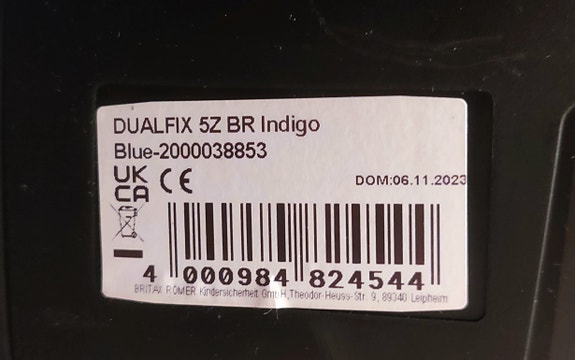 DUALFIX 5Z BR Indigo
Blue-2000038853
UK
CA CE DOM:06.11.2023
4 000984 824544
BRITAX RÖMER Kindersicherheit GmbH,Theodor-Heuss-Str. 9, 89340 Leipheim